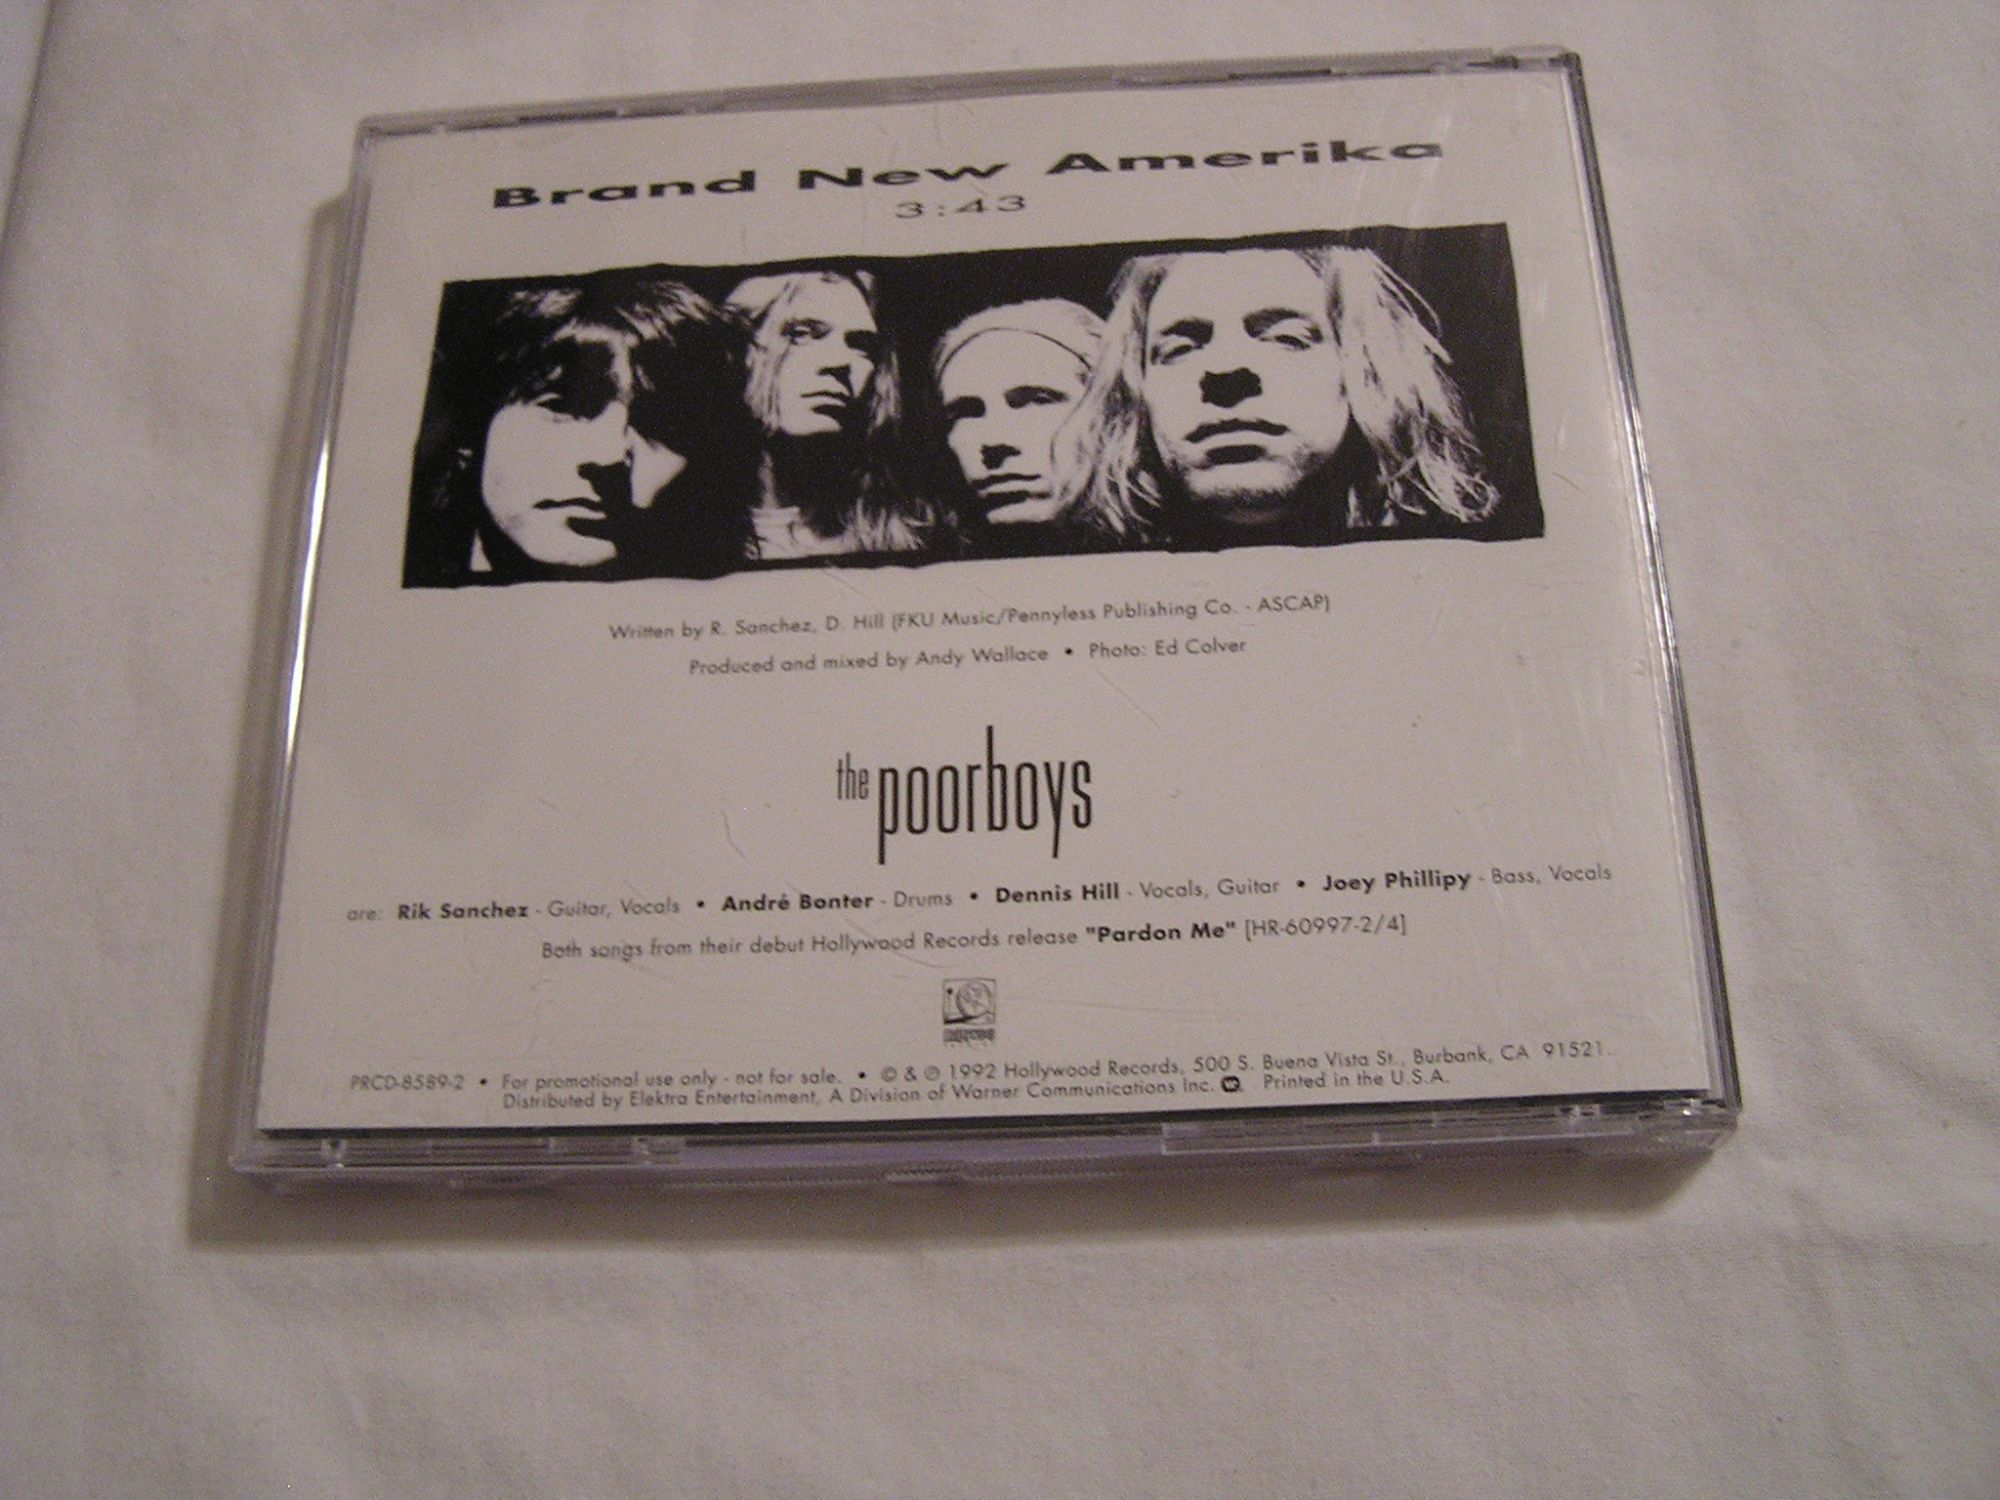 Brand New Amerika
3:43
Written by R. Sanchez, D. Hill (FKU Music/Pennyless Publishing Co. - ASCAP)
Produced and mixed by Andy Wallace • Photo: Ed Colver
the poorboys
are: Rik Sanchez - Guitar, Vocals • André Bonter - Drums • Dennis Hill - Vocals, Guitar • Joey Phillipy - Bass, Vocals
Both songs from their debut Hollywood Records release "Pardon Me" [HR-60997-2/4]
PRCD-8589-2 • For promotional use only - not for sale. • © & ℗ 1992 Hollywood Records, 500 S. Buena Vista St., Burbank, CA 91521.
Distributed by Elektra Entertainment, A Division of Warner Communications Inc. Printed in the U.S.A.